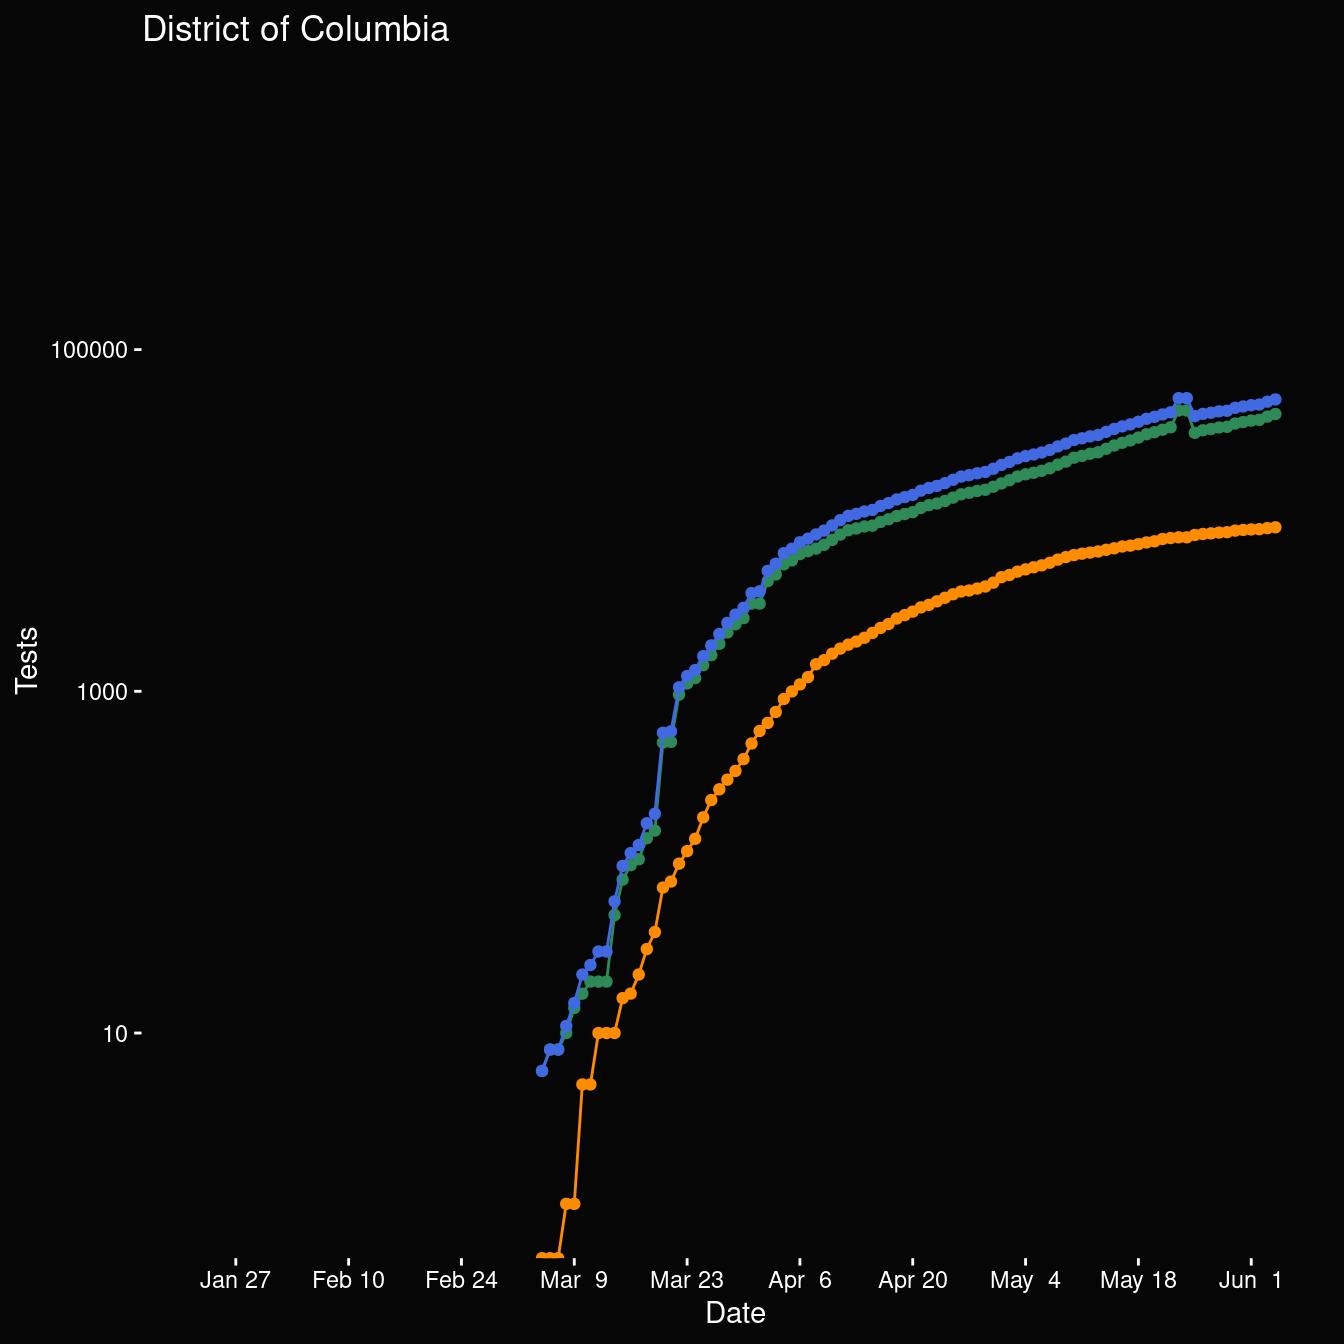 District of Columbia
100000
1000
10
Tests
Jan 27
Feb 10
Feb 24
Mar  9
Mar 23
Apr  6
Apr 20
May  4
May 18
Jun  1
Date